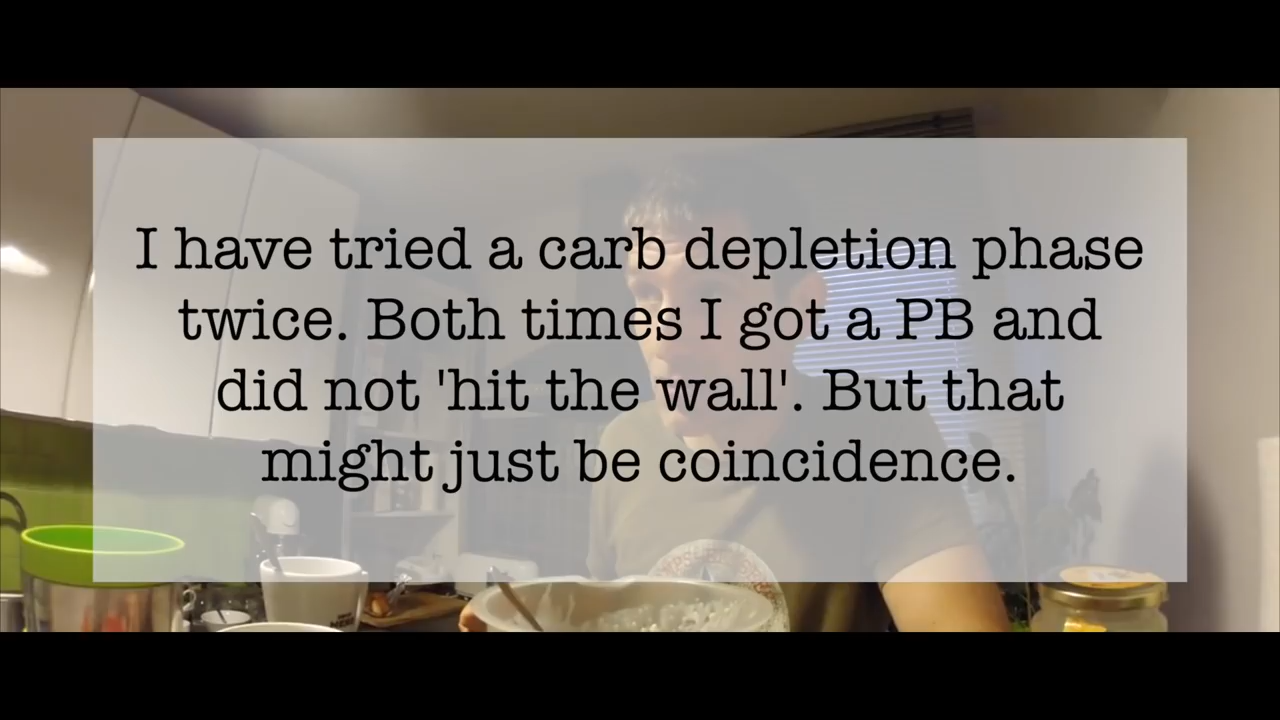 I have tried a carb depletion phase
twice. Both times I got a PB and
did not 'hit the wall'. But that
might just be coincidence.